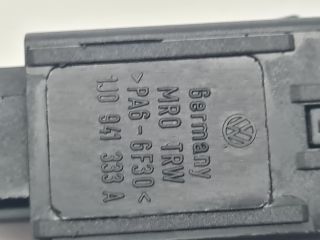 Germany
MRO TRW
>PA6-GF30<
1J0 941 333 A